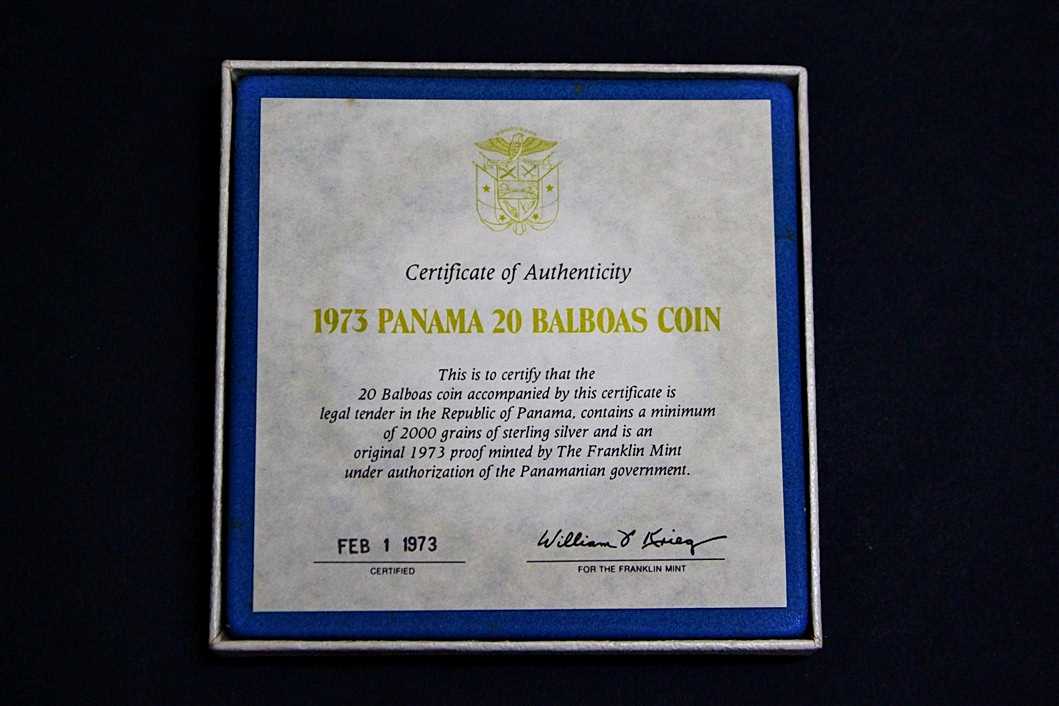 Certificate of Authenticity
1973 PANAMA 20 BALBOAS COIN
This is to certify that the
20 Balboas coin accompanied by this certificate is
legal tender in the Republic of Panama, contains a minimum
of 2000 grains of sterling silver and is an
original 1973 proof minted by The Franklin Mint
under authorization of the Panamanian government.
FEB 1 1973
CERTIFIED
William J Krieg
FOR THE FRANKLIN MINT